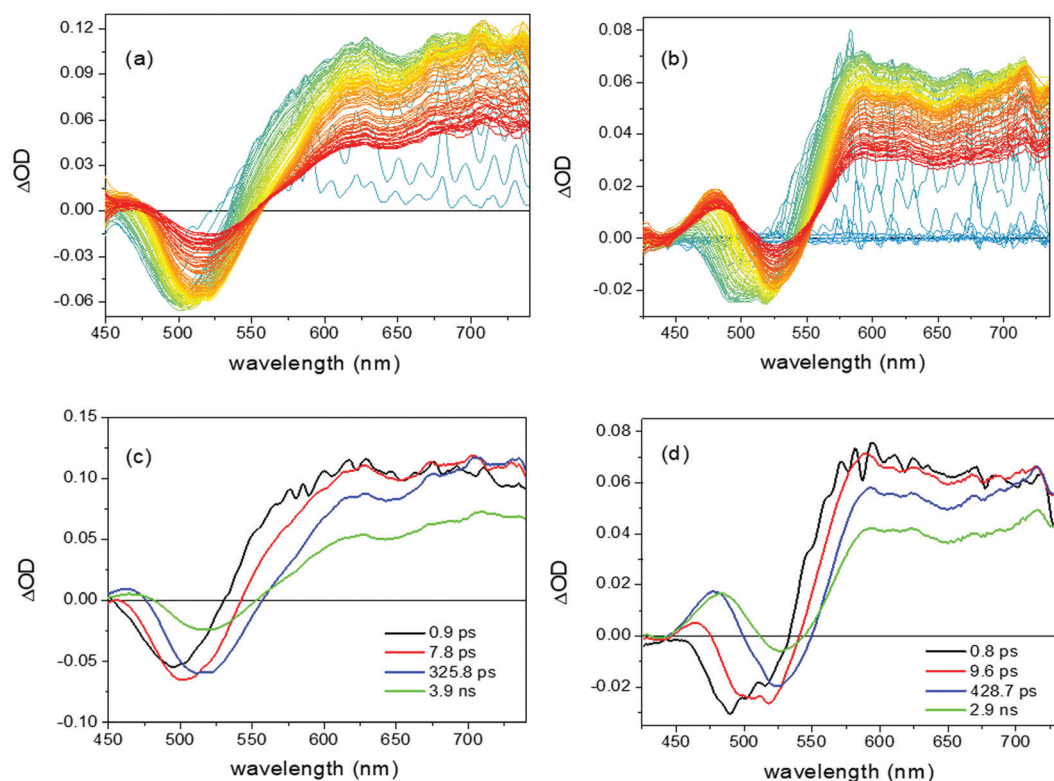 (a)
ΔOD
0.12
0.09
0.06
0.03
0.00
-0.03
-0.06
450 500 550 600 650 700
wavelength (nm)
(b)
ΔOD
0.08
0.06
0.04
0.02
0.00
-0.02
450 500 550 600 650 700
wavelength (nm)
(c)
ΔOD
0.15
0.10
0.05
0.00
-0.05
-0.10
0.9 ps
7.8 ps
325.8 ps
3.9 ns
450 500 550 600 650 700
wavelength (nm)
(d)
ΔOD
0.08
0.06
0.04
0.02
0.00
-0.02
0.8 ps
9.6 ps
428.7 ps
2.9 ns
450 500 550 600 650 700
wavelength (nm)